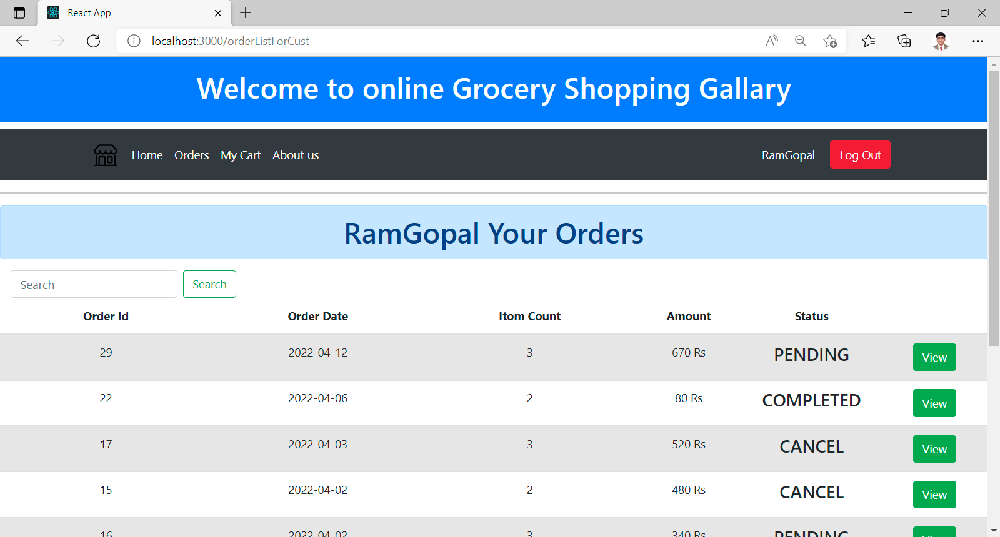 React App
localhost:3000/orderListForCust
Welcome to online Grocery Shopping Gallary
Home Orders My Cart About us RamGopal Log Out
RamGopal Your Orders
Search Search
Order Id Order Date Itom Count Amount Status
29 2022-04-12 3 670 Rs PENDING View
22 2022-04-06 2 80 Rs COMPLETED View
17 2022-04-03 3 520 Rs CANCEL View
15 2022-04-02 2 480 Rs CANCEL View
16 2022-04-02 3 340 Rs PENDING View